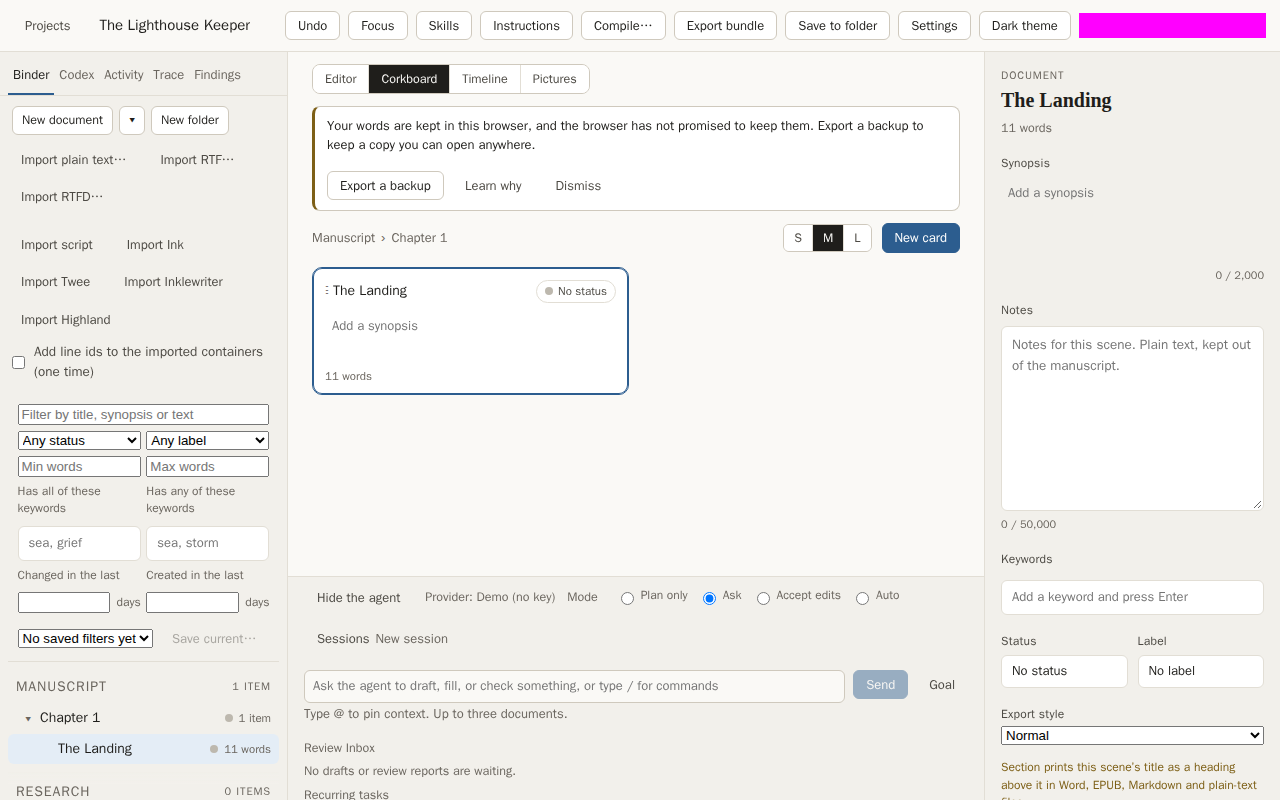 Projects
The Lighthouse Keeper
Undo
Focus
Skills
Instructions
Compile…
Export bundle
Save to folder
Settings
Dark theme
Binder
Codex
Activity
Trace
Findings
New document
New folder
Import plain text…
Import RTF…
Import RTFD…
Import script
Import Ink
Import Twee
Import Inklewriter
Import Highland
Add line ids to the imported containers
(one time)
Filter by title, synopsis or text
Any status
Any label
Min words
Max words
Has all of these
keywords
Has any of these
keywords
sea, grief
sea, storm
Changed in the last
Created in the last
days
days
No saved filters yet
Save current…
MANUSCRIPT
1 ITEM
Chapter 1
1 item
The Landing
11 words
RESEARCH
0 ITEMS
Editor
Corkboard
Timeline
Pictures
Your words are kept in this browser, and the browser has not promised to keep them. Export a backup to
keep a copy you can open anywhere.
Export a backup
Learn why
Dismiss
Manuscript › Chapter 1
S
M
L
New card
The Landing
No status
Add a synopsis
11 words
Hide the agent
Provider: Demo (no key)
Mode
Plan only
Ask
Accept edits
Auto
Sessions
New session
Ask the agent to draft, fill, or check something, or type / for commands
Send
Goal
Type @ to pin context. Up to three documents.
Review Inbox
No drafts or review reports are waiting.
Recurring tasks
DOCUMENT
The Landing
11 words
Synopsis
Add a synopsis
0 / 2,000
Notes
Notes for this scene. Plain text, kept out
of the manuscript.
0 / 50,000
Keywords
Add a keyword and press Enter
Status
Label
No status
No label
Export style
Normal
Section prints this scene's title as a heading
above it in Word, EPUB, Markdown and plain-text